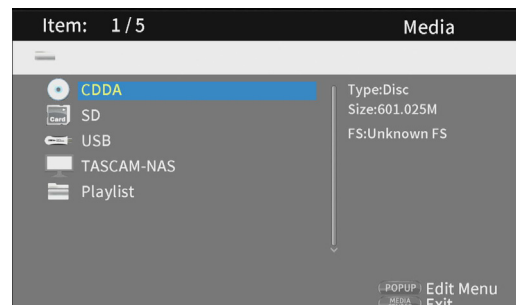 Item: 1/5
Media
CDDA
Card SD
USB
TASCAM-NAS
Playlist
Type:Disc
Size:601.025M
FS:Unknown FS
POPUP Edit Menu
MEDIA Exit